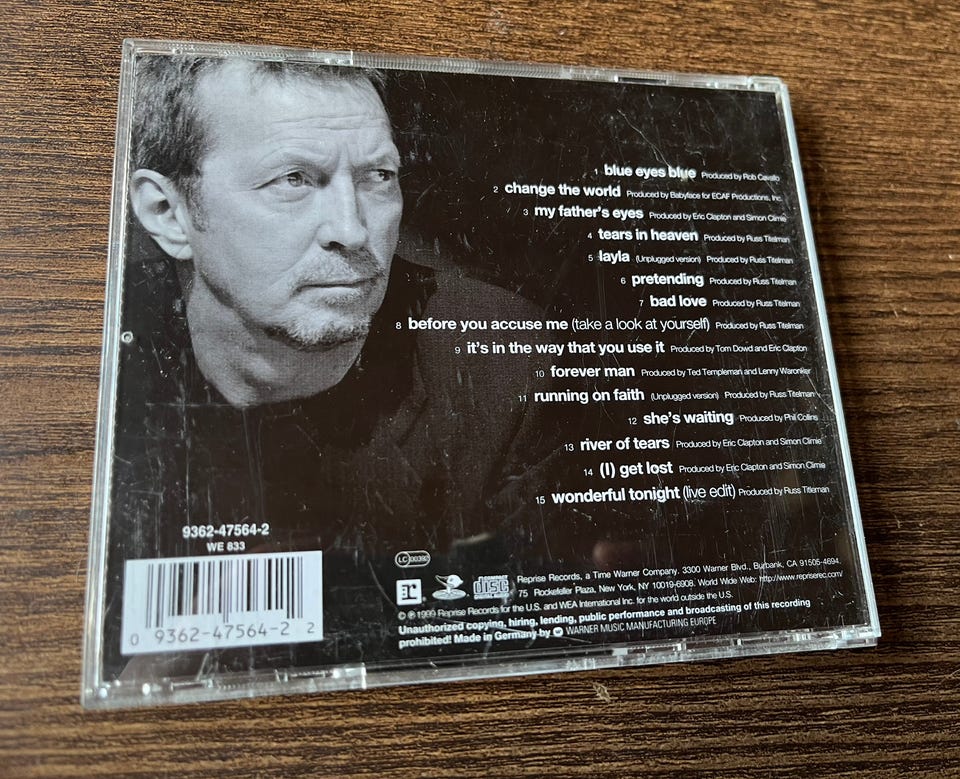 1 blue eyes blue Produced by Rob Cavallo
2 change the world Produced by Babyface for ECAF Productions, Inc.
3 my father's eyes Produced by Eric Clapton and Simon Climie
4 tears in heaven Produced by Russ Titelman
5 layla (Unplugged version) Produced by Russ Titelman
6 pretending Produced by Russ Titelman
7 bad love Produced by Russ Titelman
8 before you accuse me (take a look at yourself) Produced by Russ Titelman
9 it's in the way that you use it Produced by Tom Dowd and Eric Clapton
10 forever man Produced by Ted Templeman and Lenny Waronker
11 running on faith (Unplugged version) Produced by Russ Titelman
12 she's waiting Produced by Phil Collins
13 river of tears Produced by Eric Clapton and Simon Climie
14 (I) get lost Produced by Eric Clapton and Simon Climie
15 wonderful tonight (live edit) Produced by Russ Titelman
9362-47564-2
WE 833
0 9362-47564-2 2
LC 00392
r
COMPACT
disc
DIGITAL AUDIO
Reprise Records, a Time Warner Company. 3300 Warner Blvd., Burbank, CA 91505-4694.
75 Rockefeller Plaza, New York, NY 10019-6908. World Wide Web: http://www.repriserec.com/
© ℗ 1999 Reprise Records for the U.S. and WEA International Inc. for the world outside the U.S.
Unauthorized copying, hiring, lending, public performance and broadcasting of this recording
prohibited! Made in Germany by WARNER MUSIC MANUFACTURING EUROPE